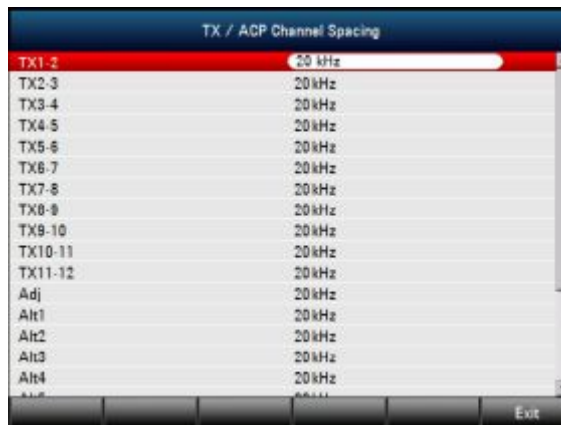 TX / ACP Channel Spacing
TX1-2 20 kHz
TX2-3 20 kHz
TX3-4 20 kHz
TX4-5 20 kHz
TX5-6 20 kHz
TX6-7 20 kHz
TX7-8 20 kHz
TX8-9 20 kHz
TX9-10 20 kHz
TX10-11 20 kHz
TX11-12 20 kHz
Adj 20 kHz
Alt1 20 kHz
Alt2 20 kHz
Alt3 20 kHz
Alt4 20 kHz
Exit